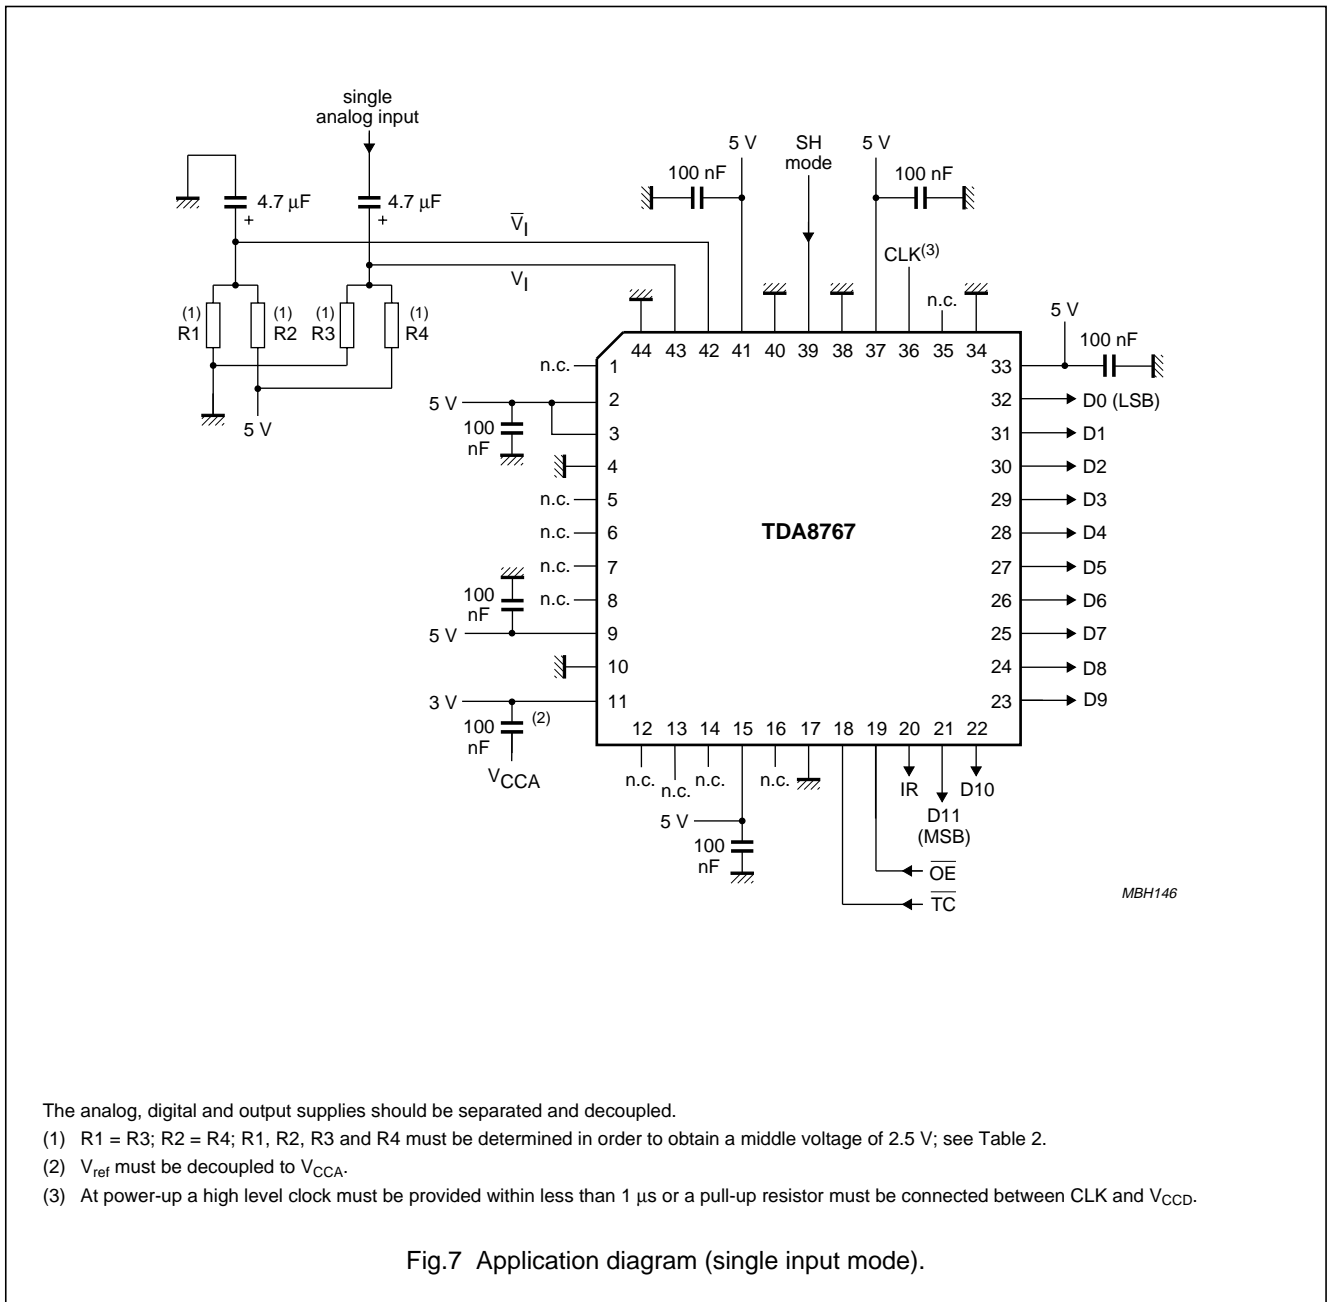 single
analog input
5 V
SH
mode
5 V
100 nF
100 nF
4.7 μF
4.7 μF
+
+
V̅I
VI
CLK(3)
n.c.
5 V
100 nF
(1)
R1
(1)
R2
(1)
R3
(1)
R4
5 V
44 43 42 41 40 39 38 37 36 35 34
n.c. 1
5 V 2
100
nF
3
4
n.c. 5
n.c. 6
n.c. 7
n.c. 8
100
nF
5 V 9
10
3 V 11
100
nF
(2)
VCCA
TDA8767
33
32 D0 (LSB)
31 D1
30 D2
29 D3
28 D4
27 D5
26 D6
25 D7
24 D8
23 D9
12 13 14 15 16 17 18 19 20 21 22
n.c. n.c. n.c. n.c.
IR
D11
(MSB)
D10
5 V
100
nF
O̅E̅
T̅C̅
MBH146
The analog, digital and output supplies should be separated and decoupled.
(1) R1 = R3; R2 = R4; R1, R2, R3 and R4 must be determined in order to obtain a middle voltage of 2.5 V; see Table 2.
(2) Vref must be decoupled to VCCA.
(3) At power-up a high level clock must be provided within less than 1 μs or a pull-up resistor must be connected between CLK and VCCD.
Fig.7 Application diagram (single input mode).